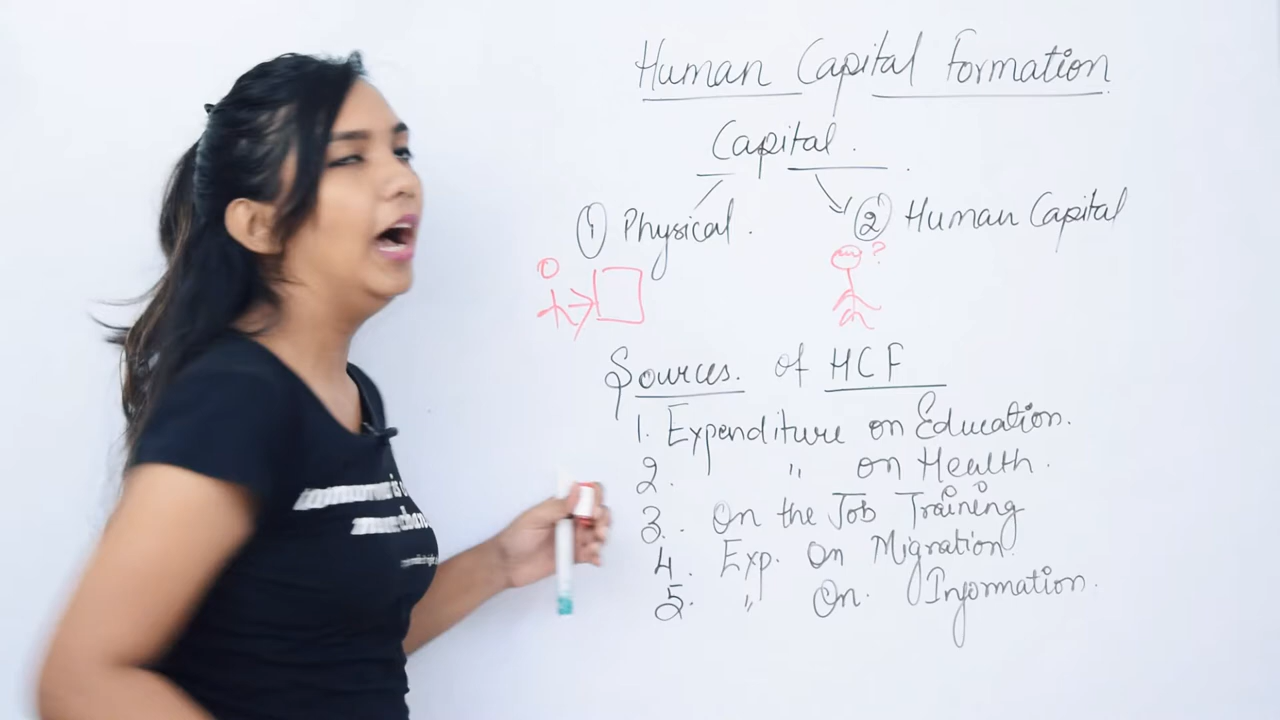 Human Capital Formation
Capital.
① Physical. ② Human Capital
?
Sources. of HCF
1. Expenditure on Education.
2. " on Health.
3. On the Job Training
4. Exp. On Migration.
5. " On. Information.
is